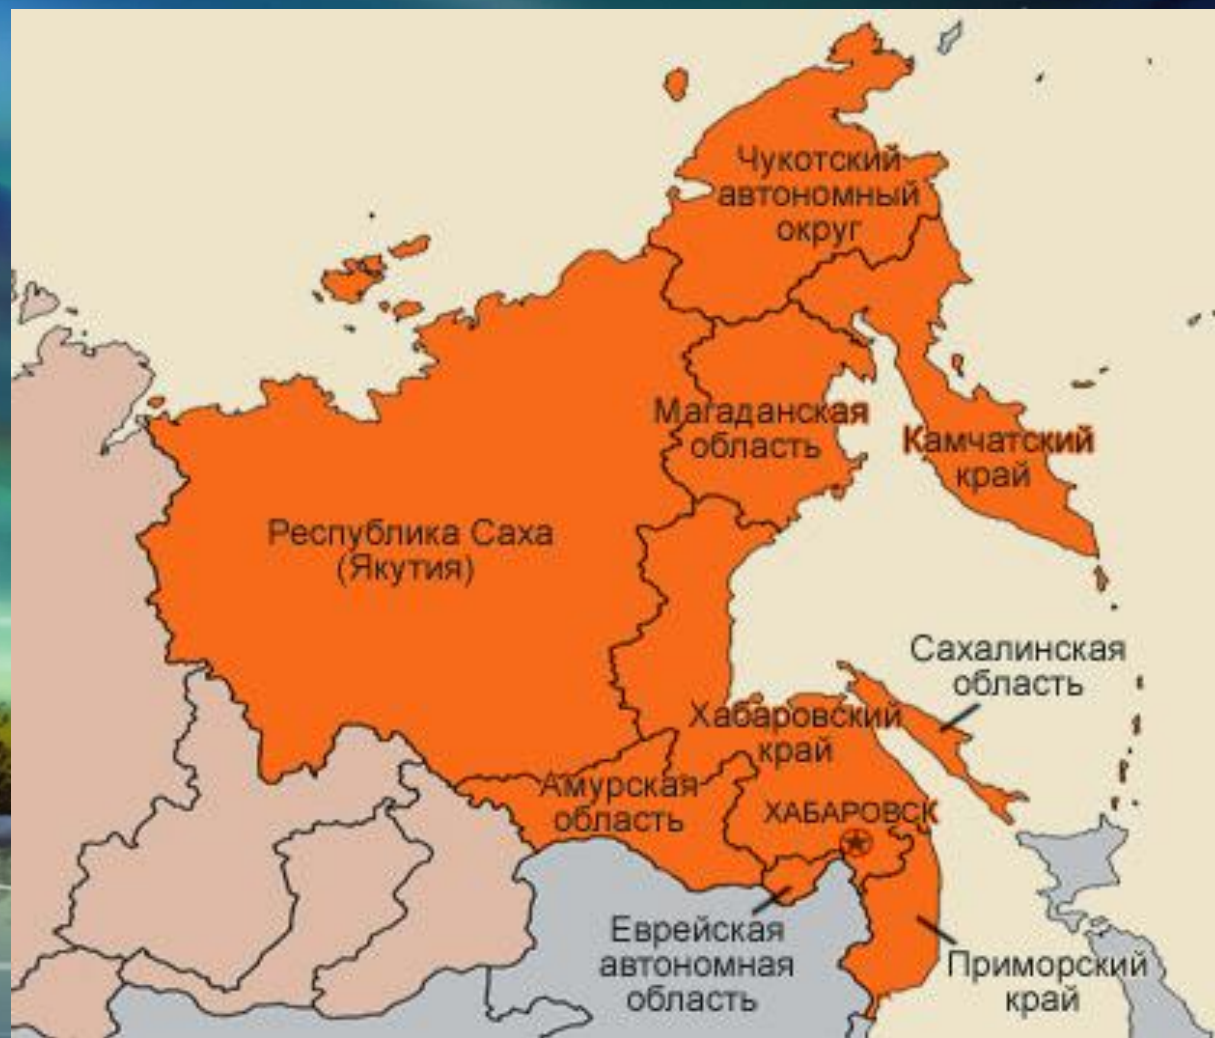 Чукотский
автономный
округ
Магаданская
область
Камчатский
край
Республика Саха
(Якутия)
Сахалинская
область
Хабаровский
край
Амурская
область
ХАБАРОВСК
Еврейская
автономная
область
Приморский
край